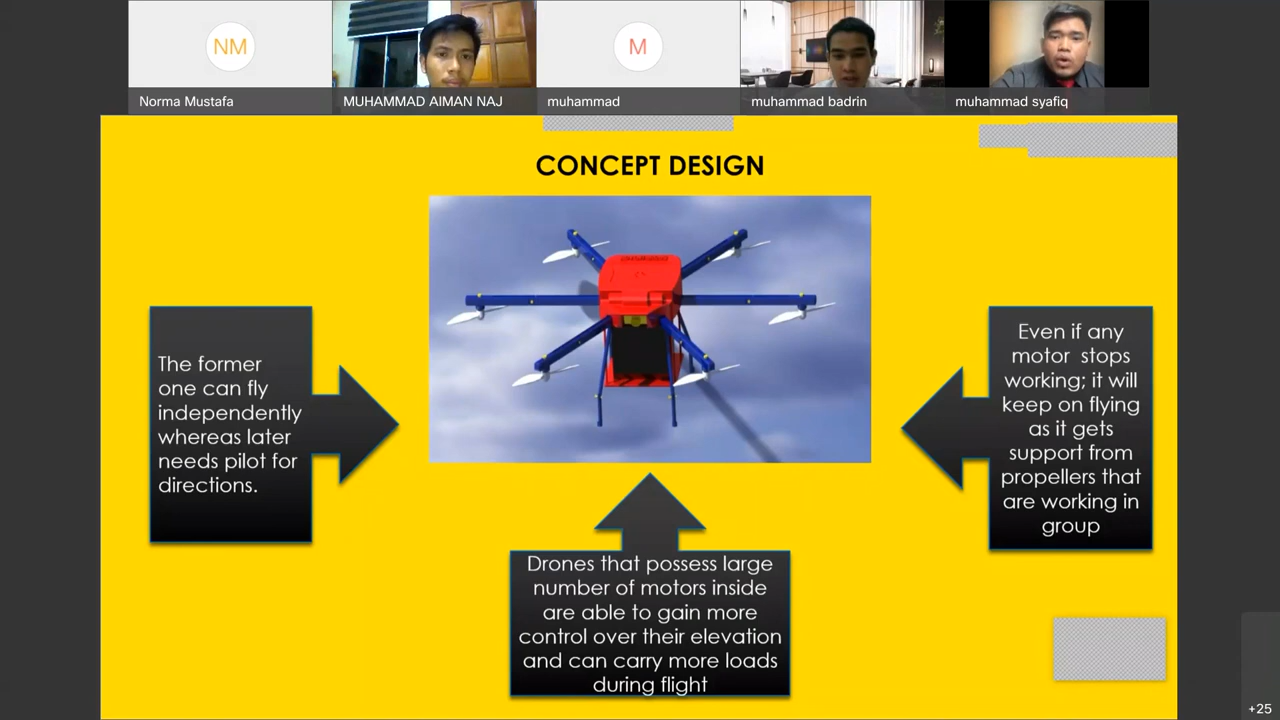 NM
M
Norma Mustafa
MUHAMMAD AIMAN NAJ
muhammad
muhammad badrin
muhammad syafiq
CONCEPT DESIGN
The former
one can fly
independently
whereas later
needs pilot for
directions.
Even if any
motor stops
working; it will
keep on flying
as it gets
support from
propellers that
are working in
group
Drones that possess large
number of motors inside
are able to gain more
control over their elevation
and can carry more loads
during flight
+25